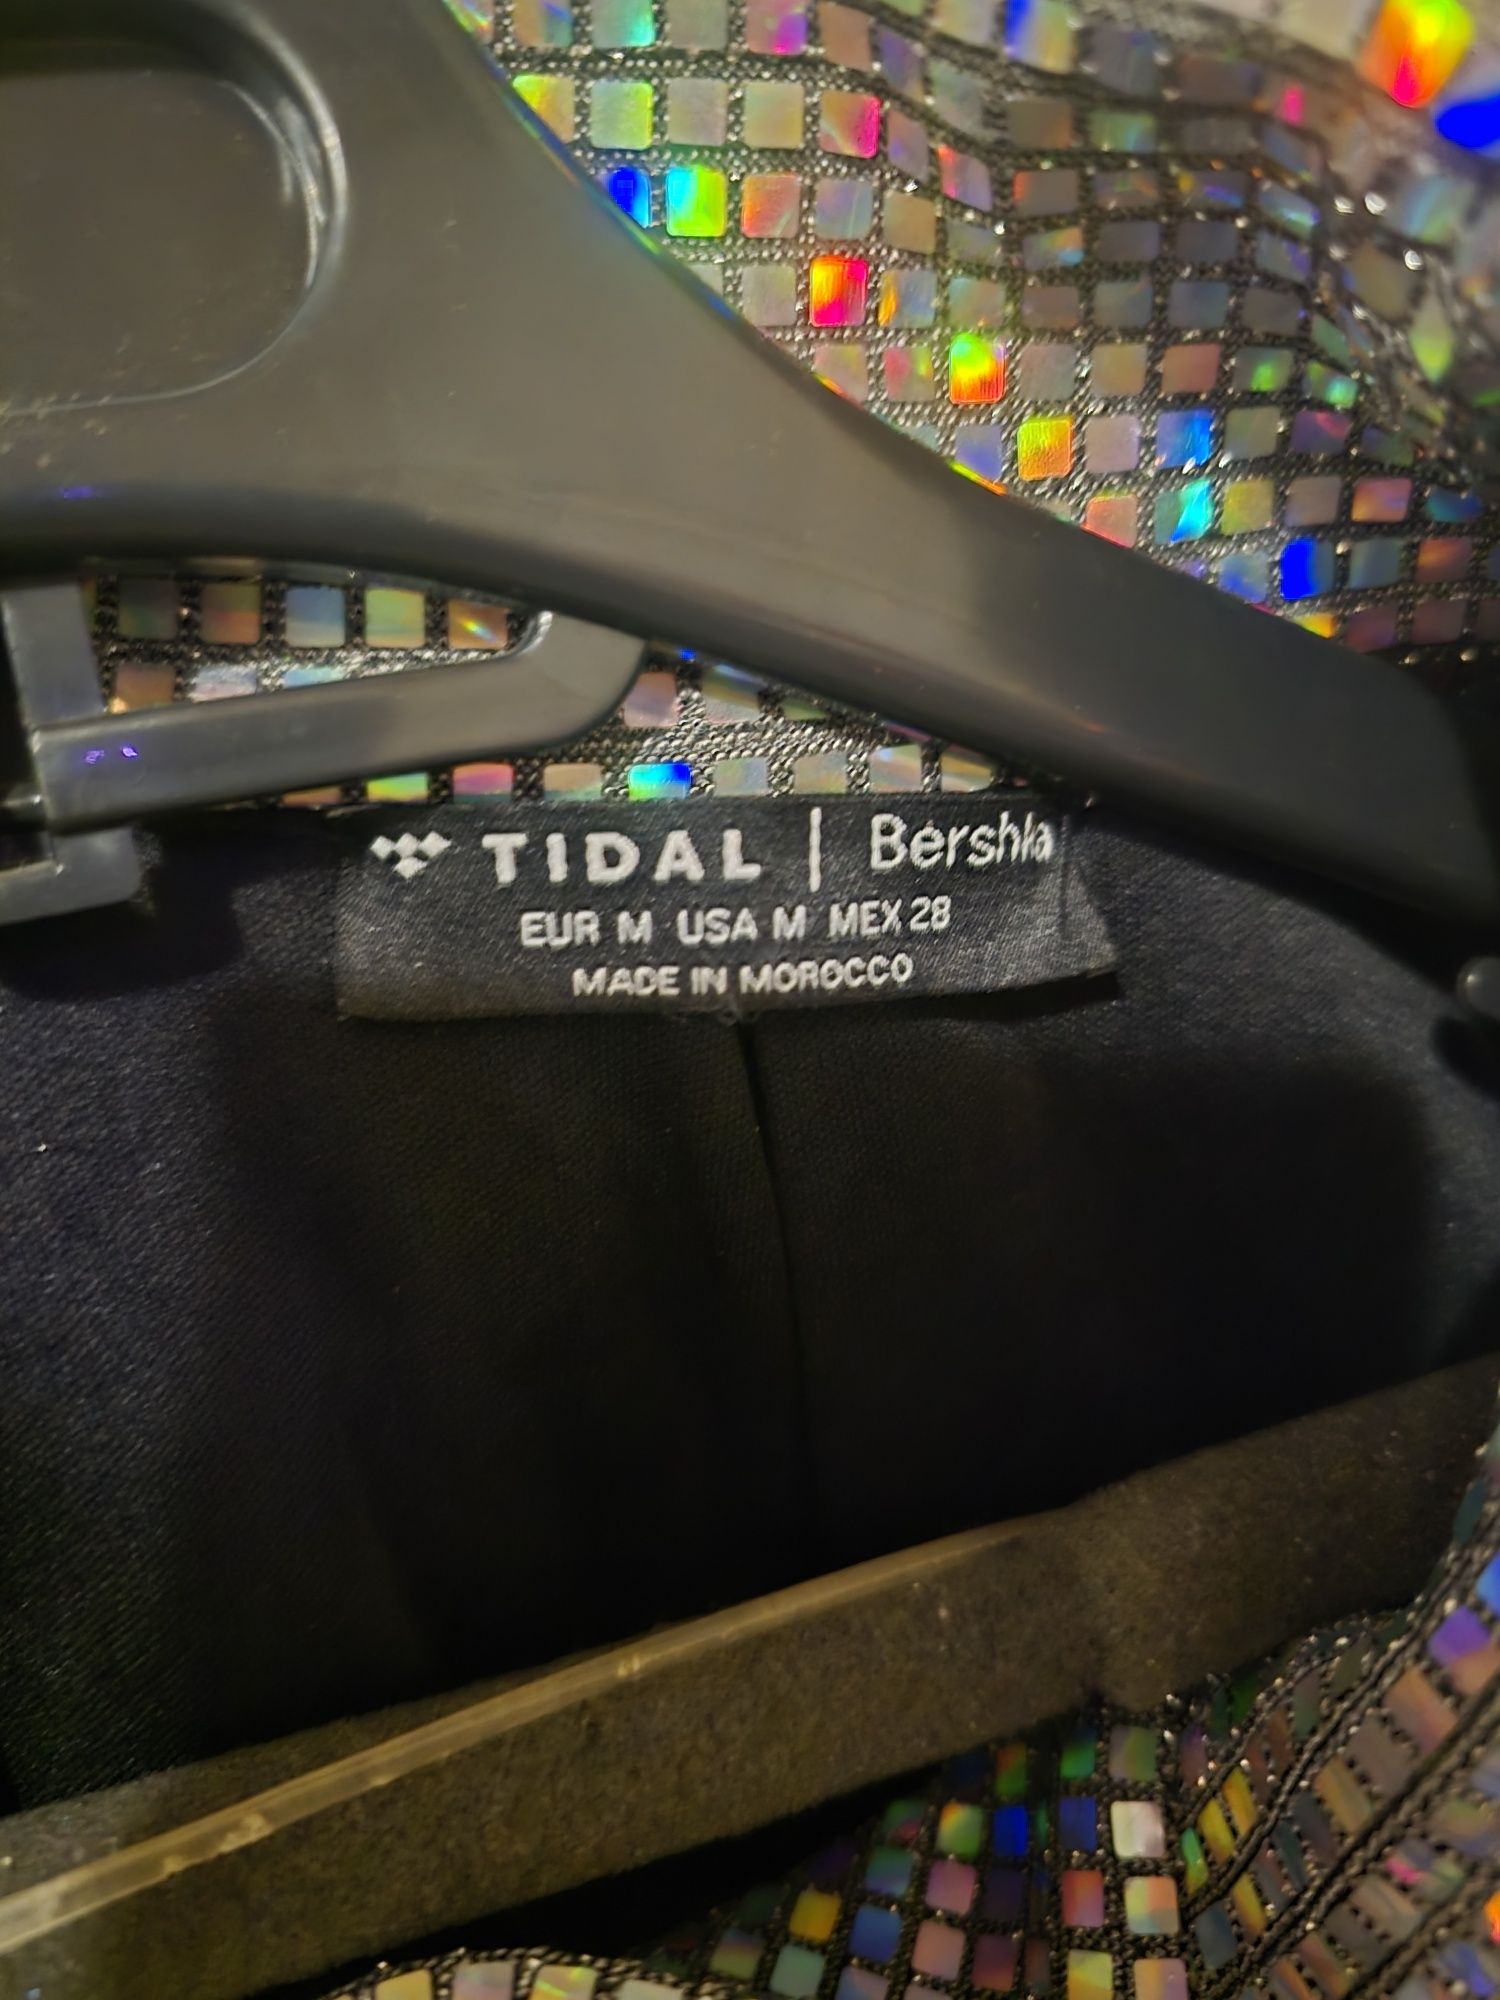 TIDAL | Bershka
EUR M USA M MEX 28
MADE IN MOROCCO